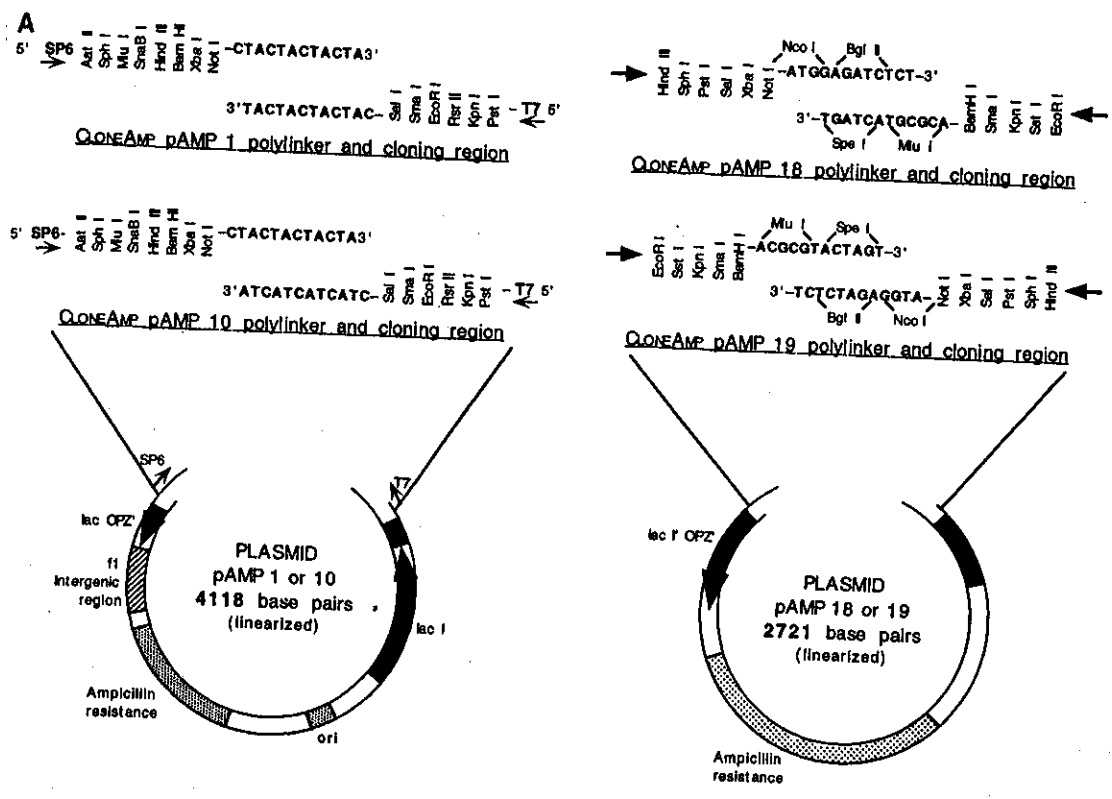 A
5' SP6 Aat II Sph I Mlu I SnaB I Hind III Bam HI Xba I Not I -CTACTACTACTA3'
3'TACTACTACTAC- Sal I Sma I EcoR I Rsr II Kpn I Pst I -T7 5'
CLONEAMP pAMP 1 polylinker and cloning region
5' SP6- Aat II Sph I Mlu I SnaB I Hind III Bam HI Xba I Not I -CTACTACTACTA3'
3'ATCATCATCATC- Sal I Sma I EcoR I Rsr II Kpn I Pst I -T7 5'
CLONEAMP pAMP 10 polylinker and cloning region
Nco I Bgl II
Hind III Sph I Pst I Sal I Xba I Not I -ATGGAGATCTCT-3'
3'-TGATCATGCGCA- BamH I Sma I Kpn I Sst I EcoR I
Spe I Mlu I
CLONEAMP pAMP 18 polylinker and cloning region
Mlu I Spe I
EcoR I Sst I Kpn I Sma I BamH I -ACGCGTACTAGT-3'
3'-TCTCTAGAGGTA- Not I Xba I Sal I Pst I Sph I Hind III
Bgl II Nco I
CLONEAMP pAMP 19 polylinker and cloning region
SP6
T7
lac OPZ'
f1
Intergenic
region
Ampicillin
resistance
ori
lac I
PLASMID
pAMP 1 or 10
4118 base pairs
(linearized)
lac I' OPZ'
PLASMID
pAMP 18 or 19
2721 base pairs
(linearized)
Ampicillin
resistance